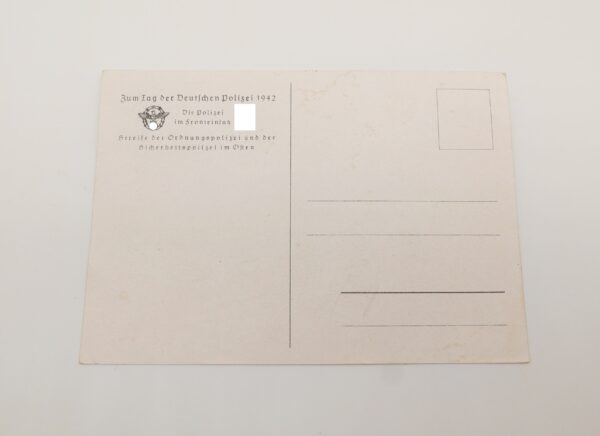 Zum Tag der Deutschen Polizei 1942
Die Polizei
im Fronteinsatz
Streife der Ordnungspolizei und der
Sicherheitspolizei im Osten